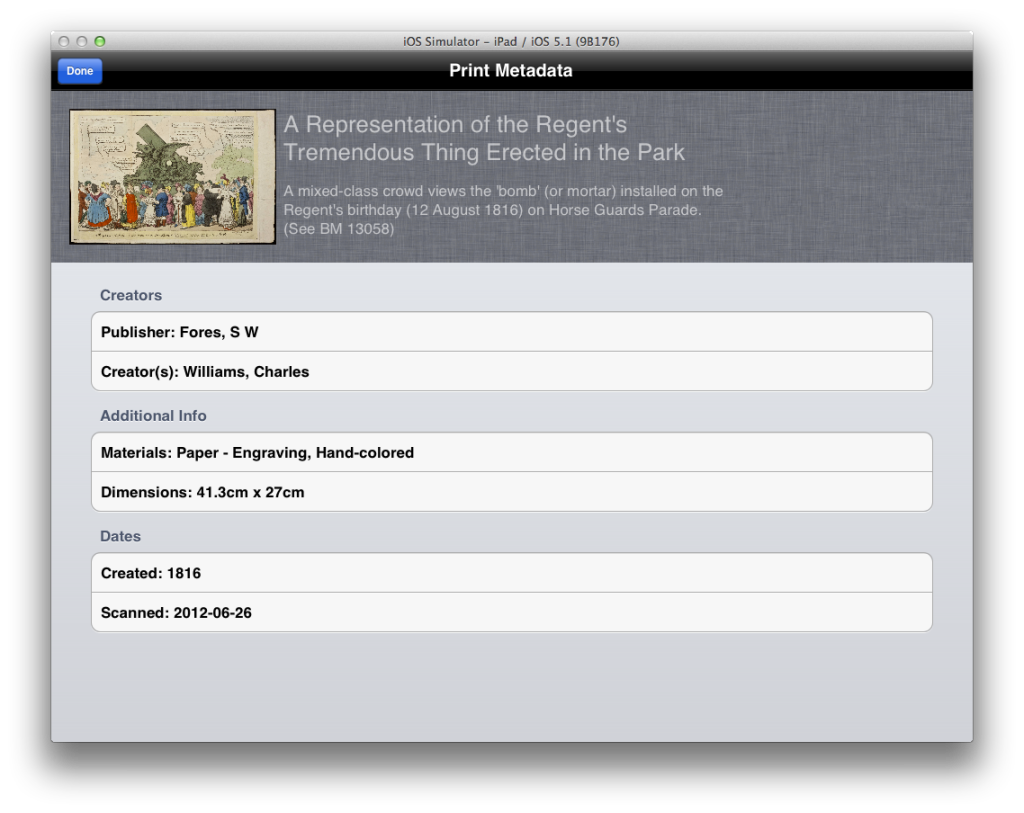 iOS Simulator – iPad / iOS 5.1 (9B176)
Done
Print Metadata
A Representation of the Regent's
Tremendous Thing Erected in the Park
A mixed-class crowd views the 'bomb' (or mortar) installed on the
Regent's birthday (12 August 1816) on Horse Guards Parade.
(See BM 13058)
Creators
Publisher: Fores, S W
Creator(s): Williams, Charles
Additional Info
Materials: Paper - Engraving, Hand-colored
Dimensions: 41.3cm x 27cm
Dates
Created: 1816
Scanned: 2012-06-26